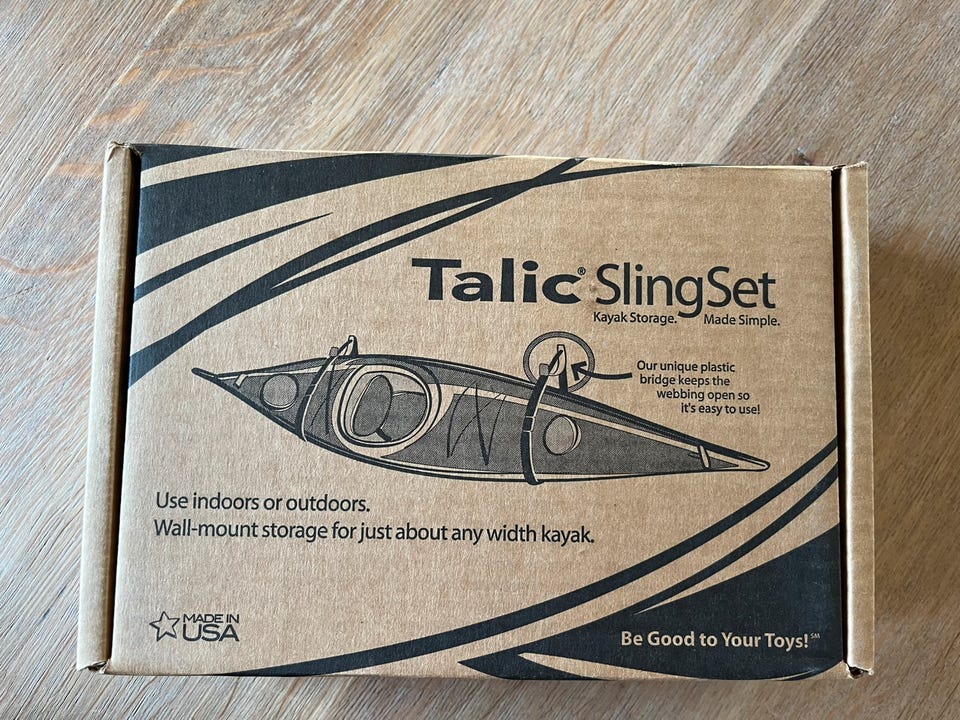 Talic® SlingSet
Kayak Storage. Made Simple.
Our unique plastic
bridge keeps the
webbing open so
it's easy to use!
Use indoors or outdoors.
Wall-mount storage for just about any width kayak.
MADE IN
USA
Be Good to Your Toys!℠